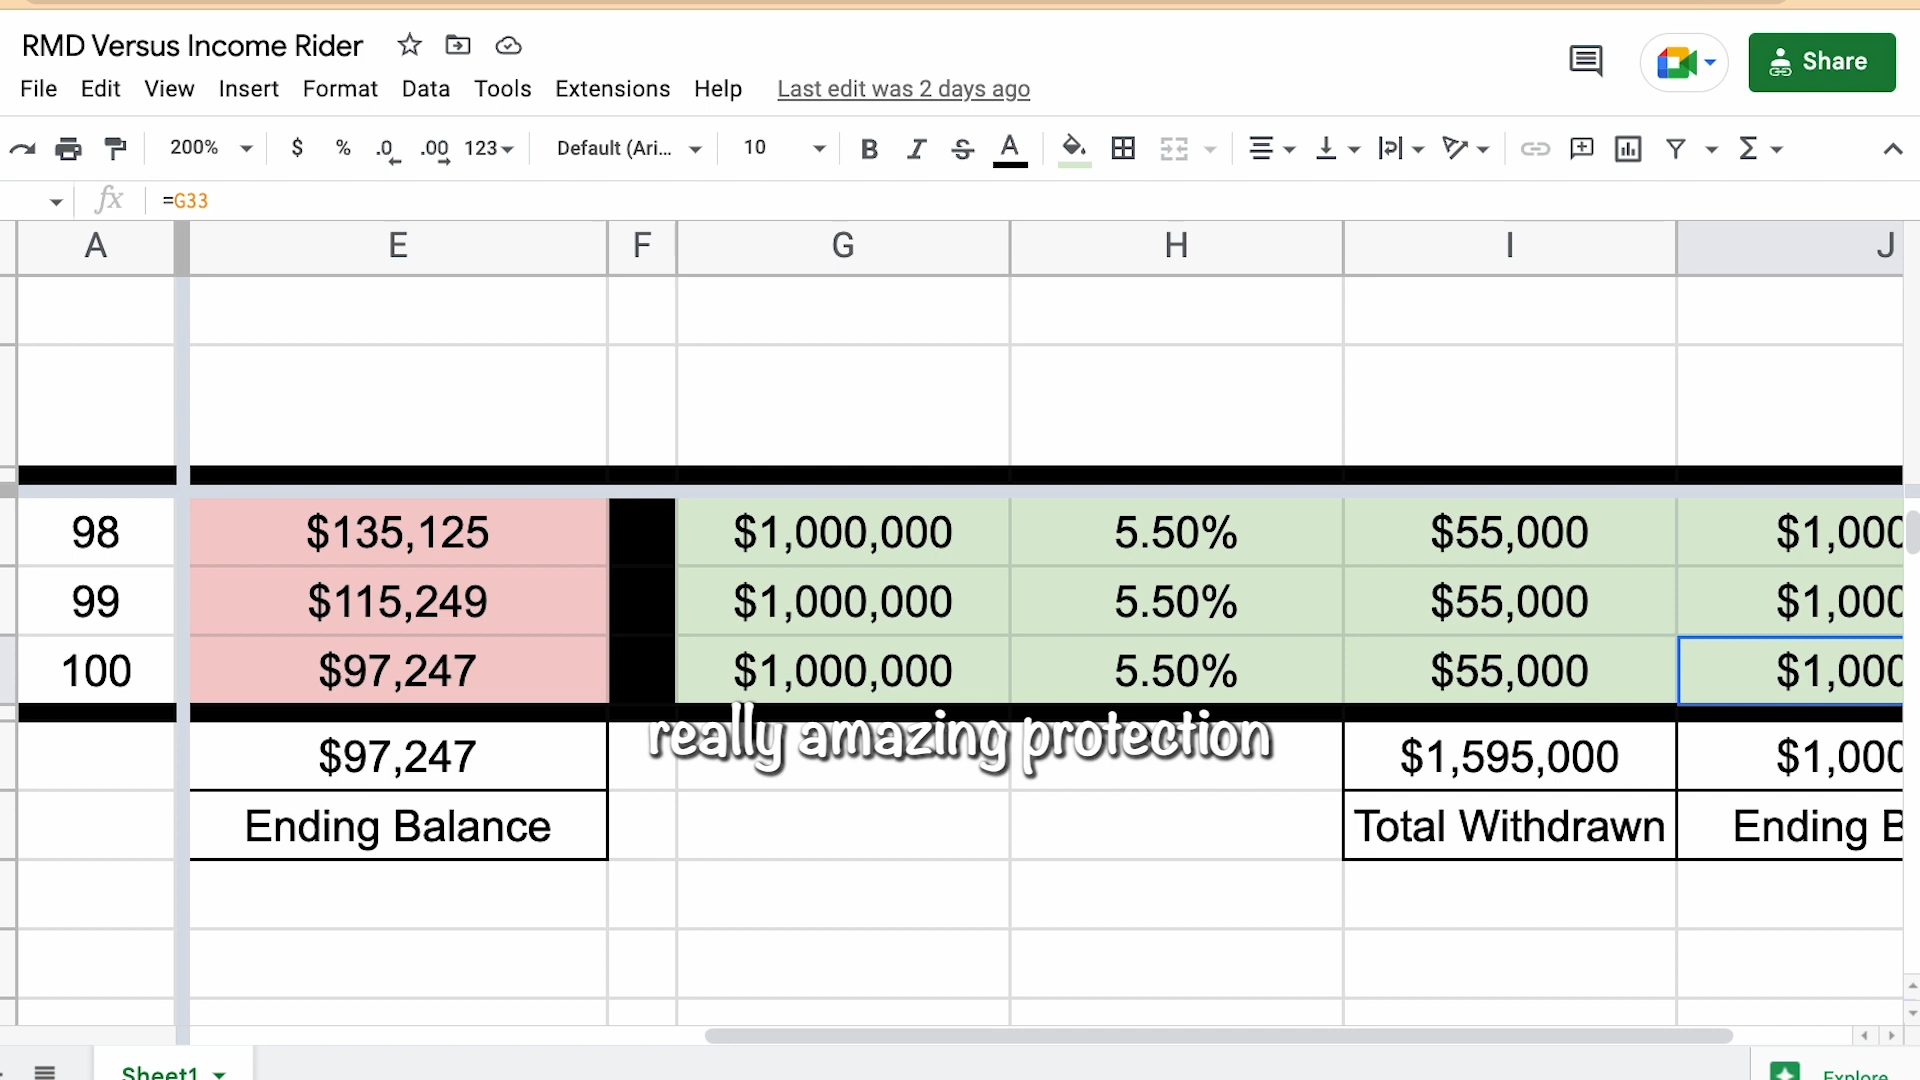 RMD Versus Income Rider
File Edit View Insert Format Data Tools Extensions Help Last edit was 2 days ago
Share
200% $ % .0 .00 123 Default (Ari... 10 B I S A
fx =G33
A E F G H I J
98 $135,125 $1,000,000 5.50% $55,000 $1,000
99 $115,249 $1,000,000 5.50% $55,000 $1,000
100 $97,247 $1,000,000 5.50% $55,000 $1,000
really amazing protection
$97,247 $1,595,000 $1,000
Ending Balance Total Withdrawn Ending B
Sheet1 Explore